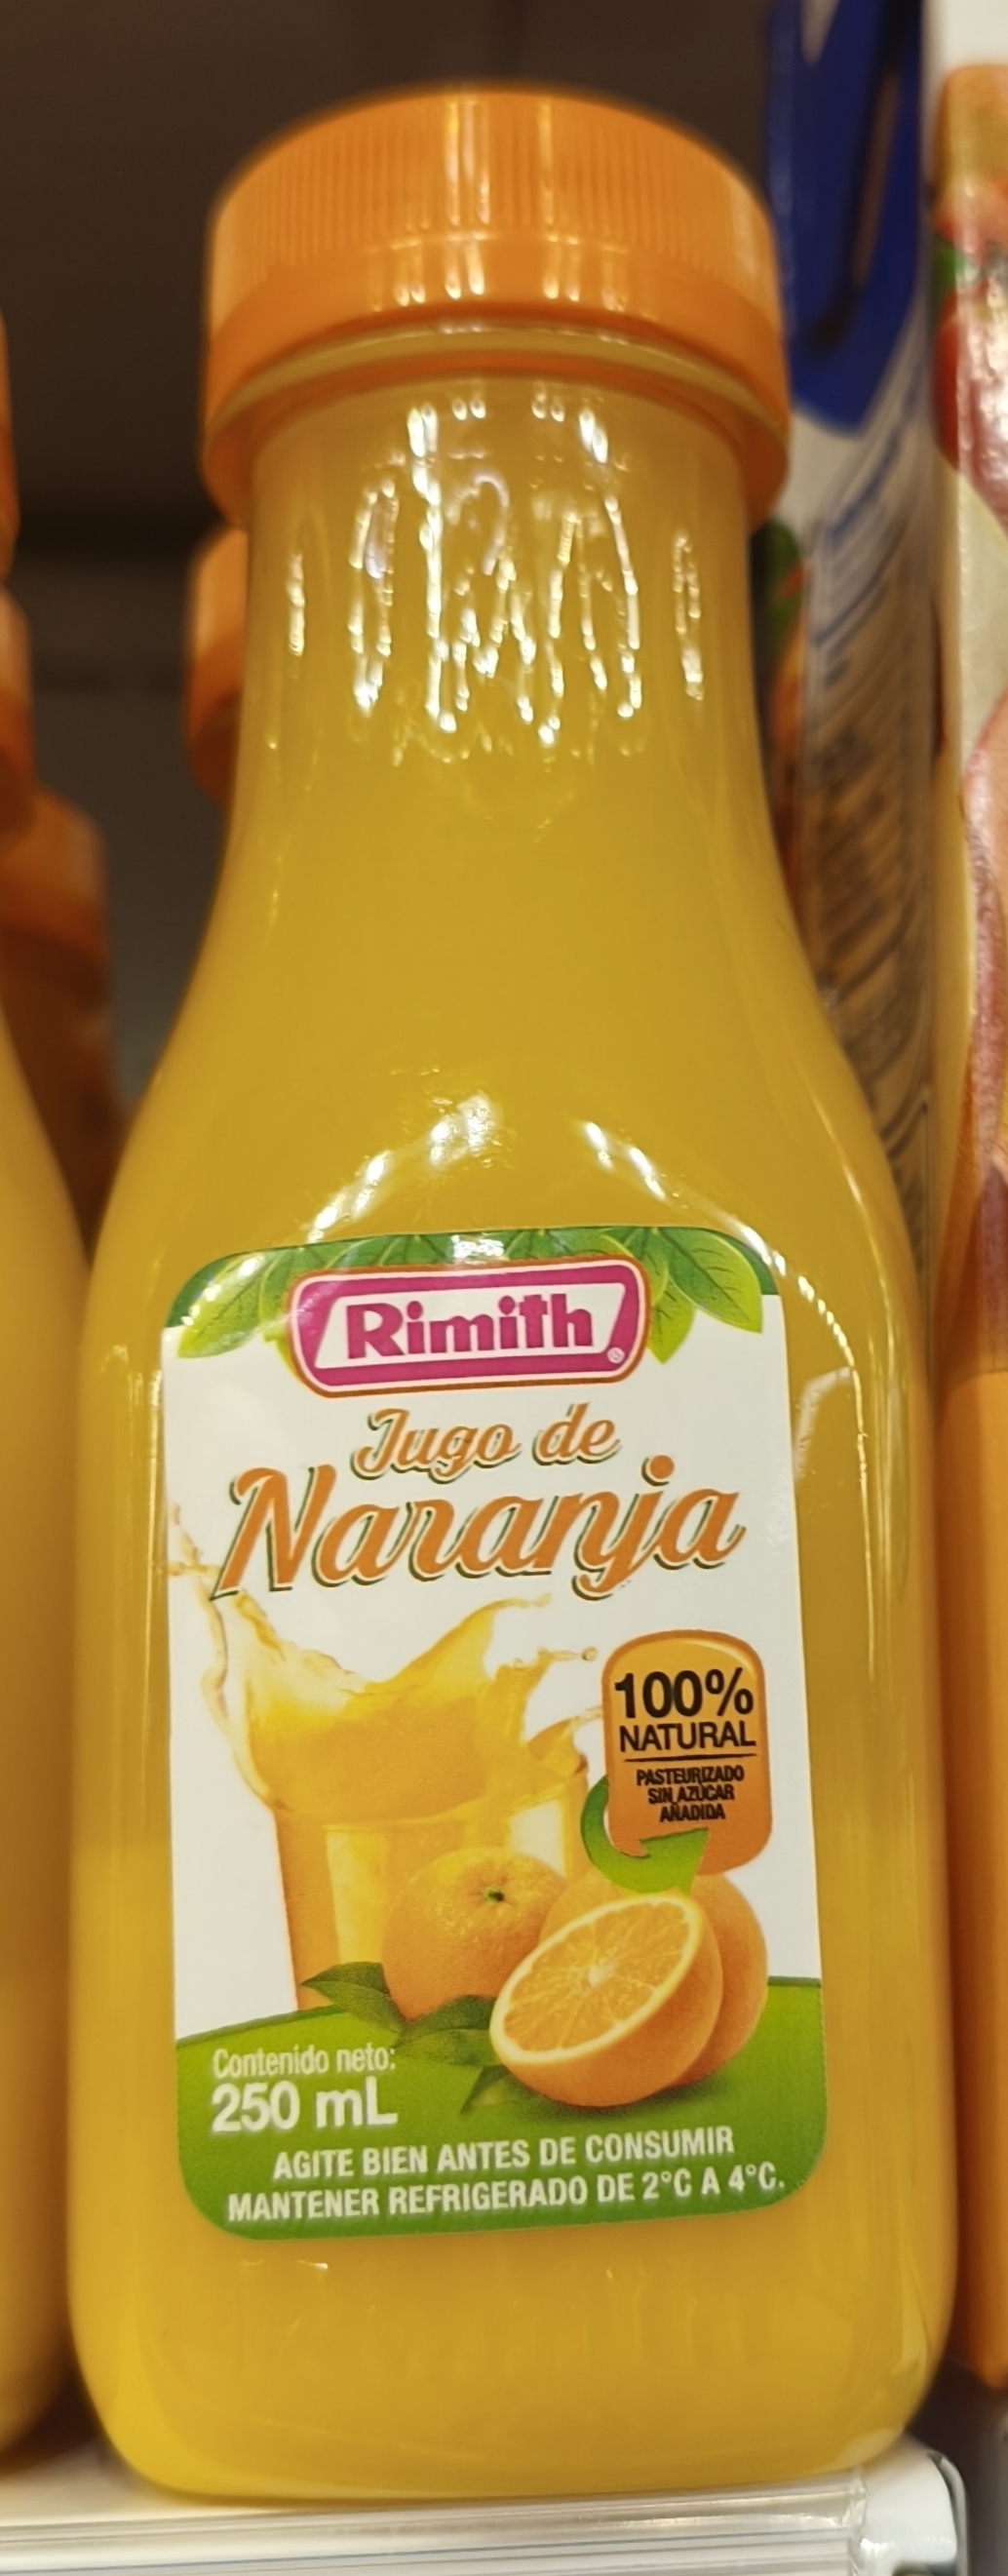 Rimith
Jugo de
Naranja
100%
NATURAL
PASTEURIZADO
SIN AZÚCAR
AÑADIDA
Contenido neto:
250 mL
AGITE BIEN ANTES DE CONSUMIR
MANTENER REFRIGERADO DE 2°C A 4°C.